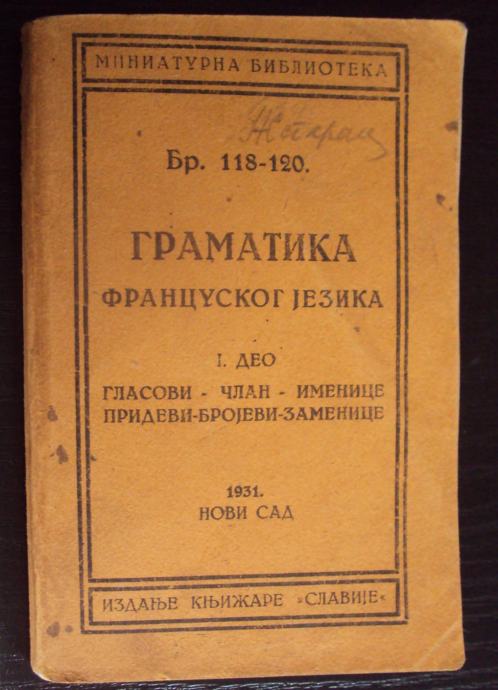 МИНИАТУРНА БИБЛИОТЕКА
Бр. 118-120.
ГРАМАТИКА
ФРАНЦУСКОГ ЈЕЗИКА
I. ДЕО
ГЛАСОВИ - ЧЛАН - ИМЕНИЦЕ
ПРИДЕВИ-БРОЈЕВИ-ЗАМЕНИЦЕ
1931.
НОВИ САД
ИЗДАЊЕ КЊИЖАРЕ »СЛАВИЈЕ«